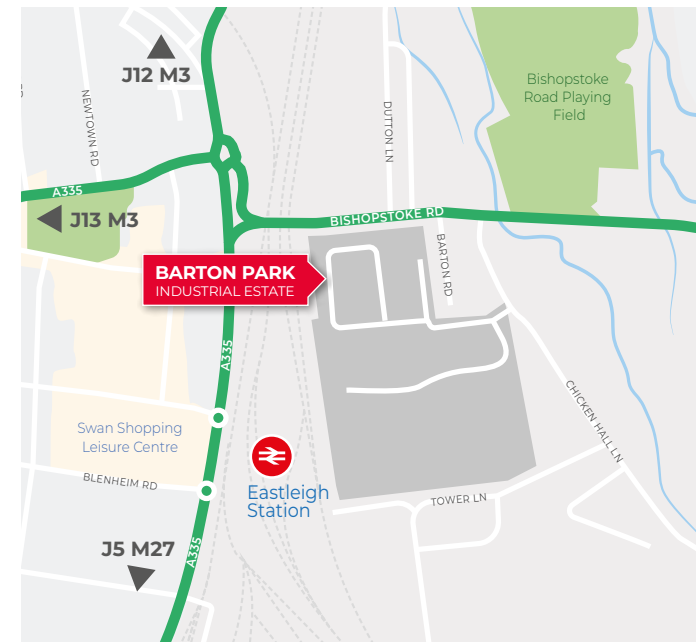 J12 M3
NEWTOWN RD
DUTTON LN
Bishopstoke
Road Playing
Field
A335
J13 M3
BISHOPSTOKE RD
BARTON PARK
INDUSTRIAL ESTATE
BARTON RD
A335
CHICKEN HALL LN
Swan Shopping
Leisure Centre
BLENHEIM RD
Eastleigh
Station
TOWER LN
J5 M27
A335